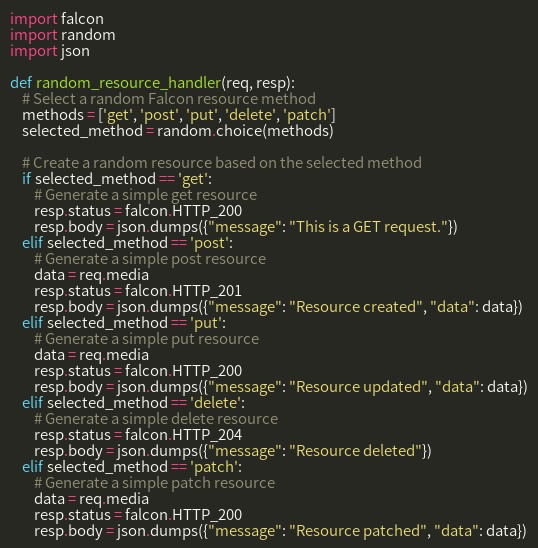 import falcon
import random
import json

def random_resource_handler(req, resp):
    # Select a random Falcon resource method
    methods = ['get', 'post', 'put', 'delete', 'patch']
    selected_method = random.choice(methods)

    # Create a random resource based on the selected method
    if selected_method == 'get':
        # Generate a simple get resource
        resp.status = falcon.HTTP_200
        resp.body = json.dumps({"message": "This is a GET request."})
    elif selected_method == 'post':
        # Generate a simple post resource
        data = req.media
        resp.status = falcon.HTTP_201
        resp.body = json.dumps({"message": "Resource created", "data": data})
    elif selected_method == 'put':
        # Generate a simple put resource
        data = req.media
        resp.status = falcon.HTTP_200
        resp.body = json.dumps({"message": "Resource updated", "data": data})
    elif selected_method == 'delete':
        # Generate a simple delete resource
        resp.status = falcon.HTTP_204
        resp.body = json.dumps({"message": "Resource deleted"})
    elif selected_method == 'patch':
        # Generate a simple patch resource
        data = req.media
        resp.status = falcon.HTTP_200
        resp.body = json.dumps({"message": "Resource patched", "data": data})